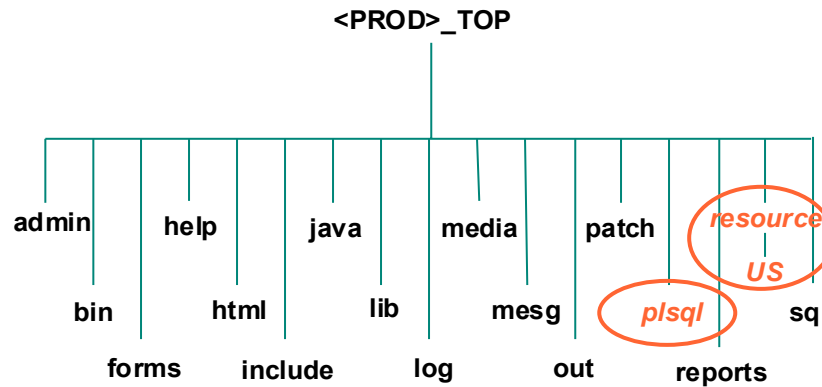 <PROD>_TOP
admin help java media patch resource
US
bin html lib mesg plsql sq
forms include log out reports